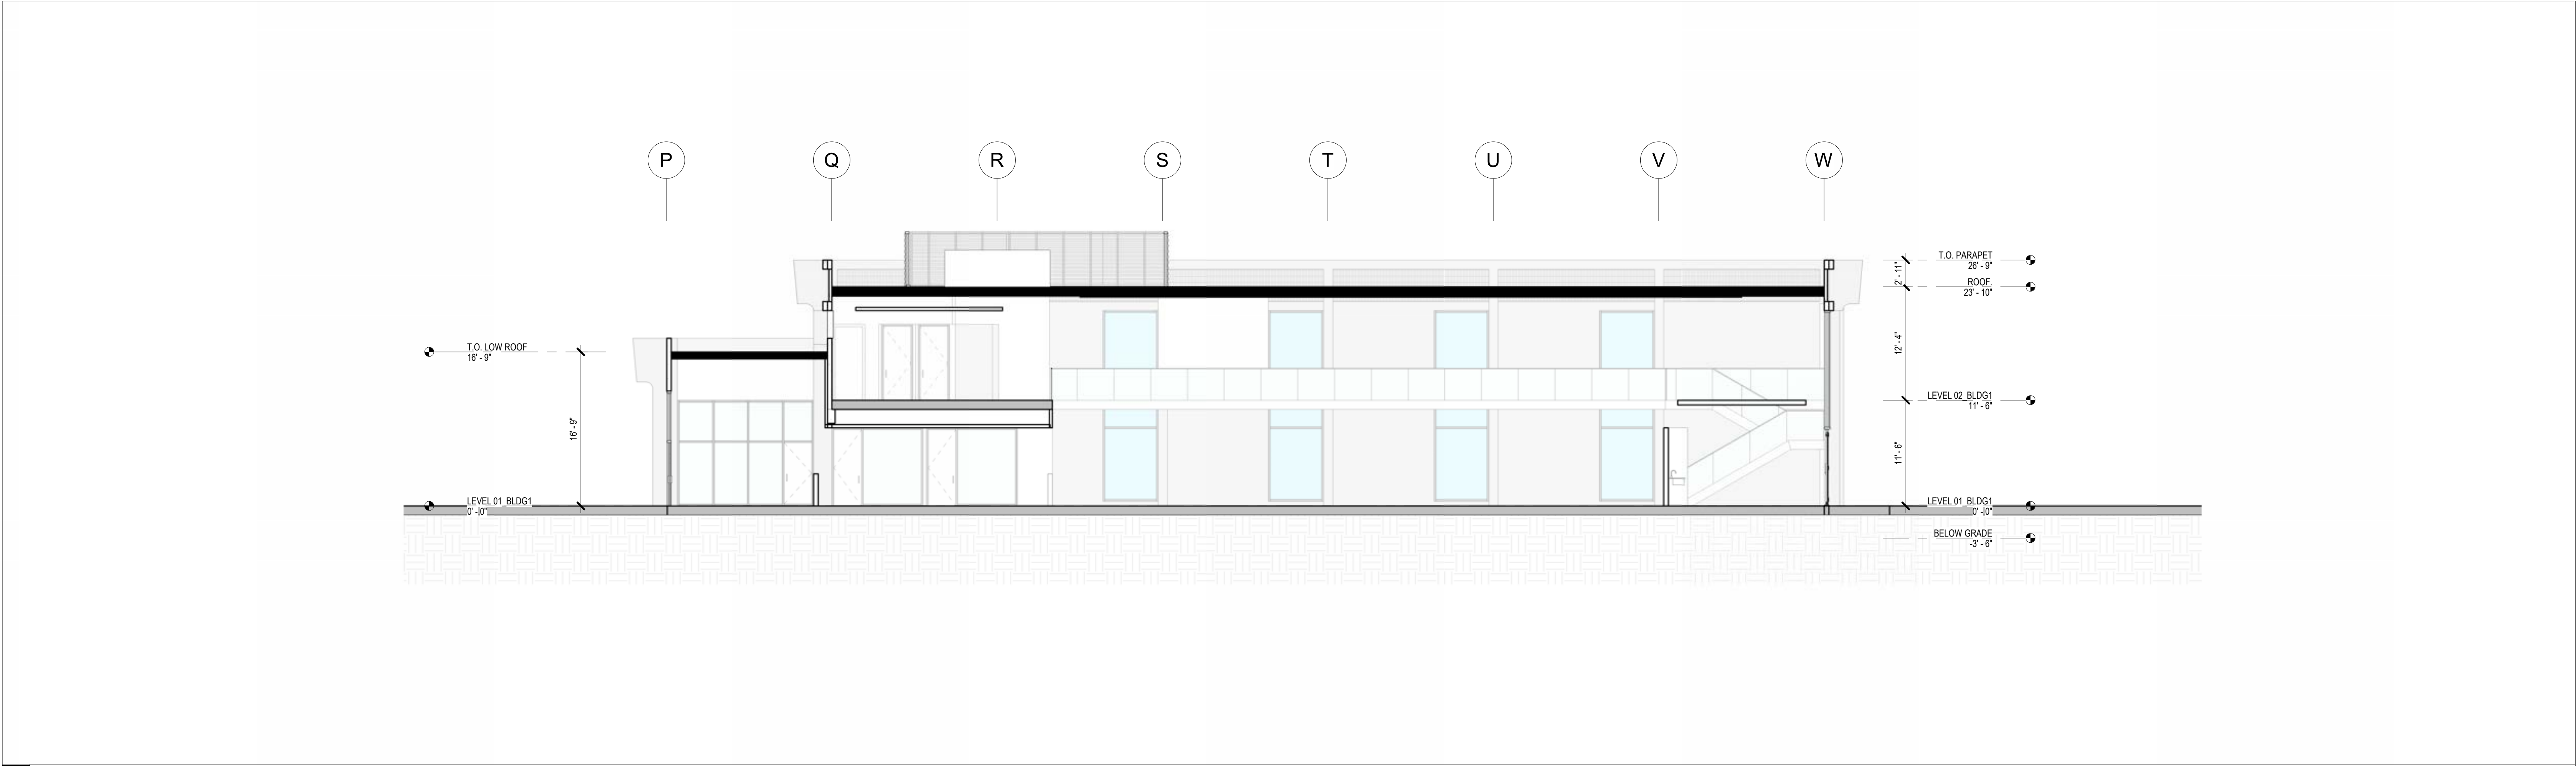 P
Q
R
S
T
U
V
W
T.O. PARAPET
26' - 9"
2' - 11"
ROOF.
23' - 10"
12' - 4"
T.O. LOW ROOF
16' - 9"
16' - 9"
LEVEL 02_BLDG1
11' - 6"
11' - 6"
LEVEL 01_BLDG1
0' - 0"
LEVEL 01_BLDG1
0' - 0"
BELOW GRADE
-3' - 6"